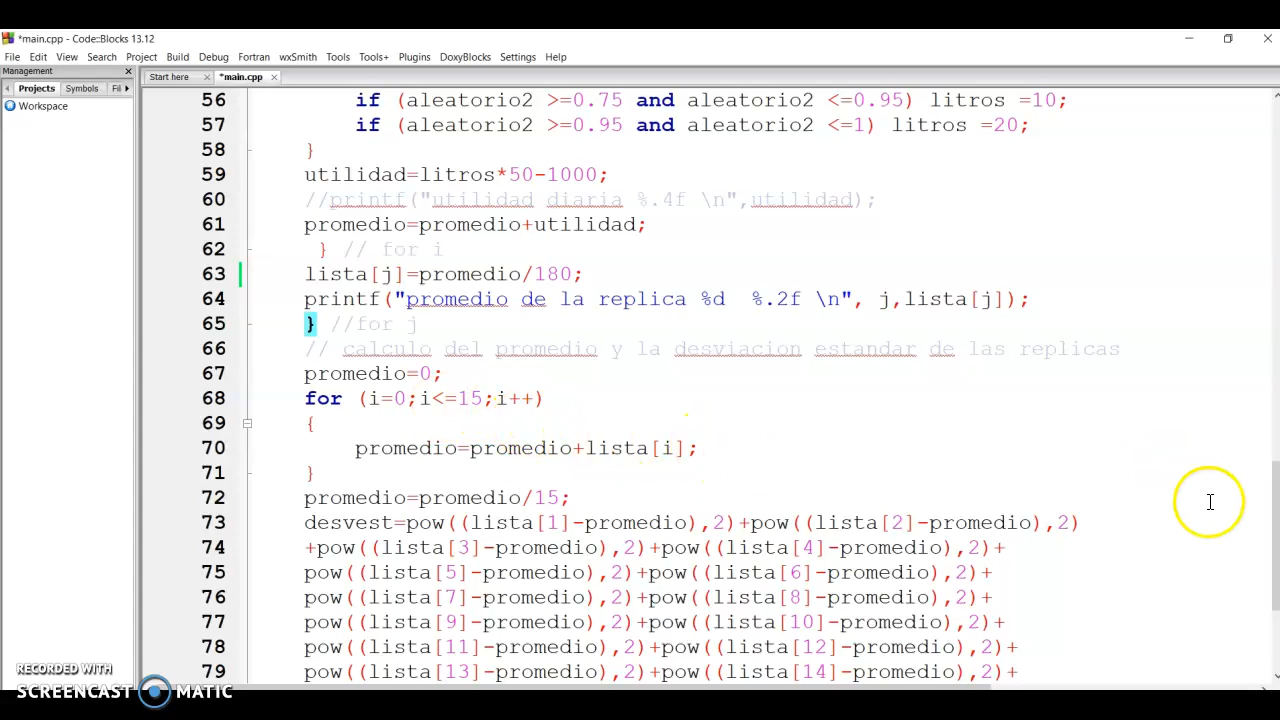 *main.cpp - Code::Blocks 13.12
File Edit View Search Project Build Debug Fortran wxSmith Tools Tools+ Plugins DoxyBlocks Settings Help
Management
Start here *main.cpp
Projects Symbols Fil
Workspace
56 if (aleatorio2 >=0.75 and aleatorio2 <=0.95) litros =10;
57 if (aleatorio2 >=0.95 and aleatorio2 <=1) litros =20;
58 }
59 utilidad=litros*50-1000;
60 //printf("utilidad diaria %.4f \n",utilidad);
61 promedio=promedio+utilidad;
62 } // for i
63 lista[j]=promedio/180;
64 printf("promedio de la replica %d  %.2f \n", j,lista[j]);
65 } //for j
66 // calculo del promedio y la desviacion estandar de las replicas
67 promedio=0;
68 for (i=0;i<=15;i++)
69 {
70 promedio=promedio+lista[i];
71 }
72 promedio=promedio/15;
73 desvest=pow((lista[1]-promedio),2)+pow((lista[2]-promedio),2)
74 +pow((lista[3]-promedio),2)+pow((lista[4]-promedio),2)+
75 pow((lista[5]-promedio),2)+pow((lista[6]-promedio),2)+
76 pow((lista[7]-promedio),2)+pow((lista[8]-promedio),2)+
77 pow((lista[9]-promedio),2)+pow((lista[10]-promedio),2)+
78 pow((lista[11]-promedio),2)+pow((lista[12]-promedio),2)+
79 pow((lista[13]-promedio),2)+pow((lista[14]-promedio),2)+
RECORDED WITH
SCREENCAST MATIC